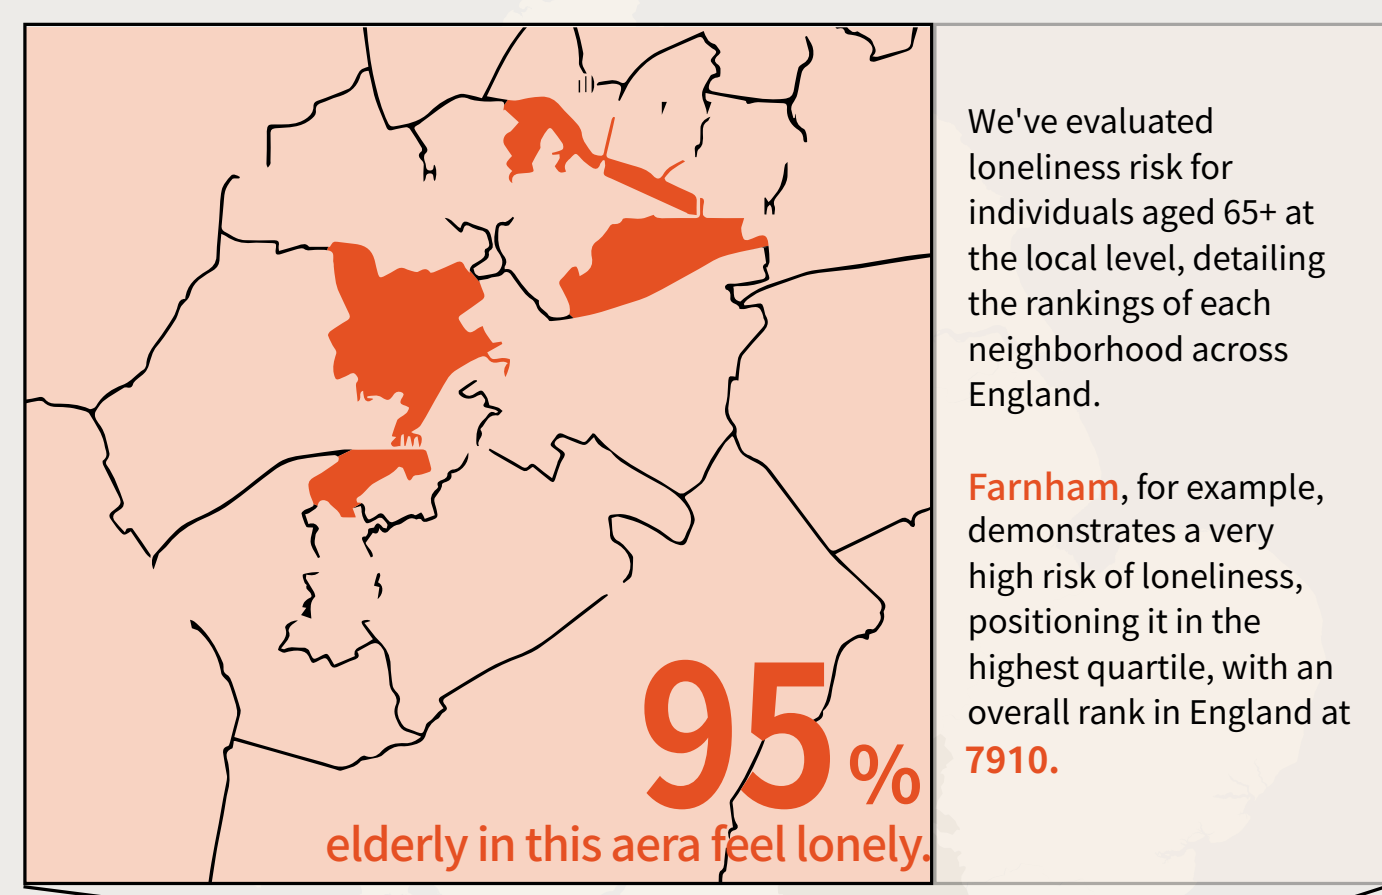 We've evaluated
loneliness risk for
individuals aged 65+ at
the local level, detailing
the rankings of each
neighborhood across
England.
Farnham, for example,
demonstrates a very
high risk of loneliness,
positioning it in the
highest quartile, with an
overall rank in England at
7910.
95 %
elderly in this aera feel lonely.